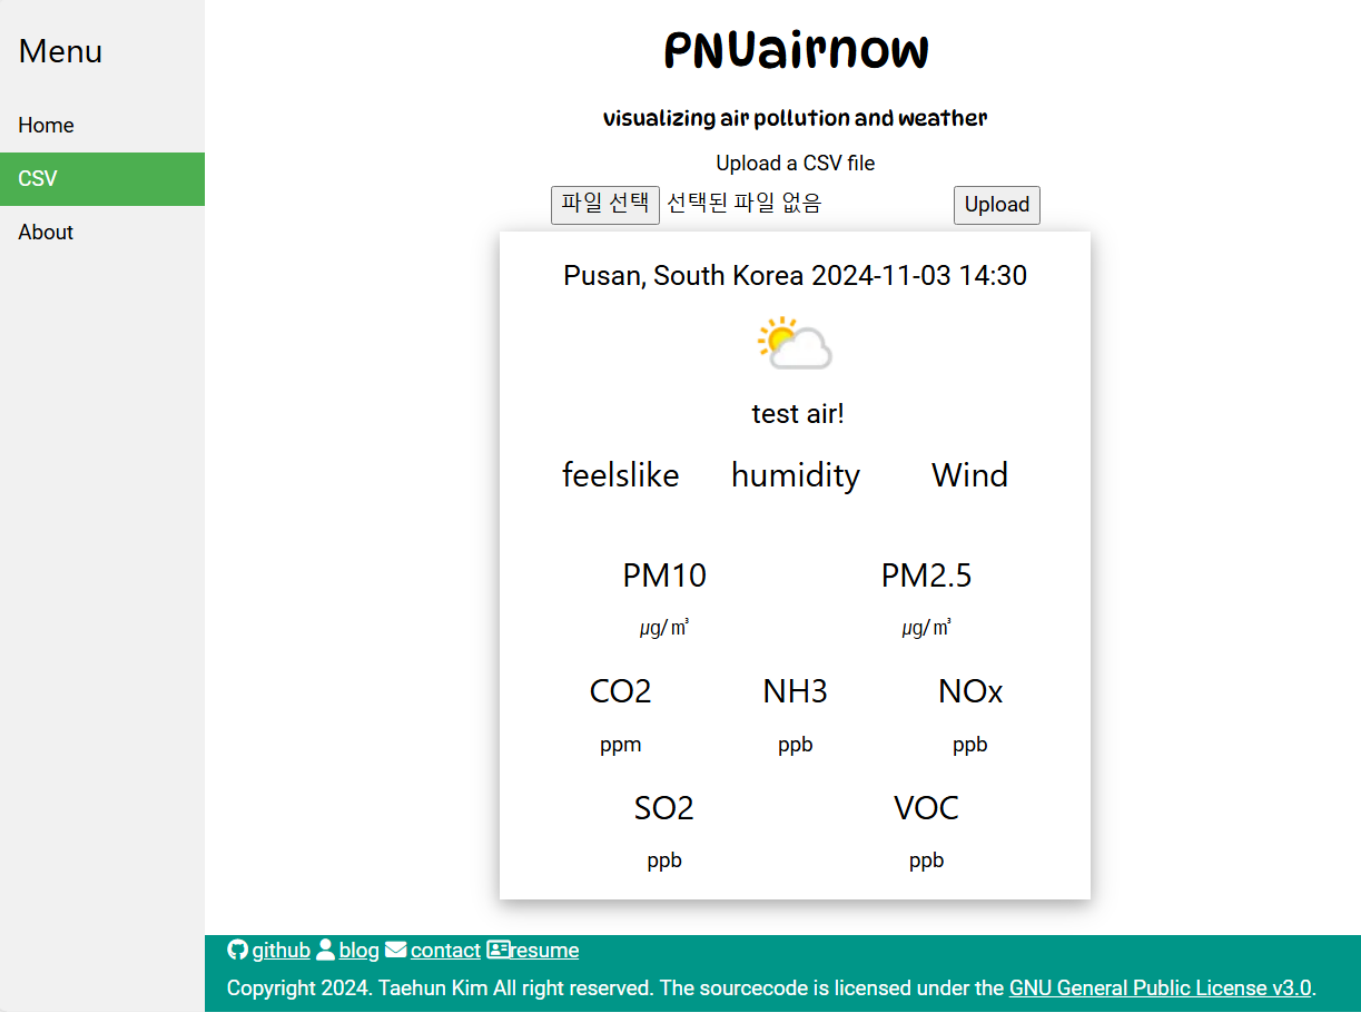 Menu
Home
CSV
About
PNUairnow
visualizing air pollution and weather
Upload a CSV file
파일 선택 선택된 파일 없음 Upload
Pusan, South Korea 2024-11-03 14:30
test air!
feelslike humidity Wind
PM10 PM2.5
㎍/㎥ ㎍/㎥
CO2 NH3 NOx
ppm ppb ppb
SO2 VOC
ppb ppb
github blog contact resume
Copyright 2024. Taehun Kim All right reserved. The sourcecode is licensed under the GNU General Public License v3.0.